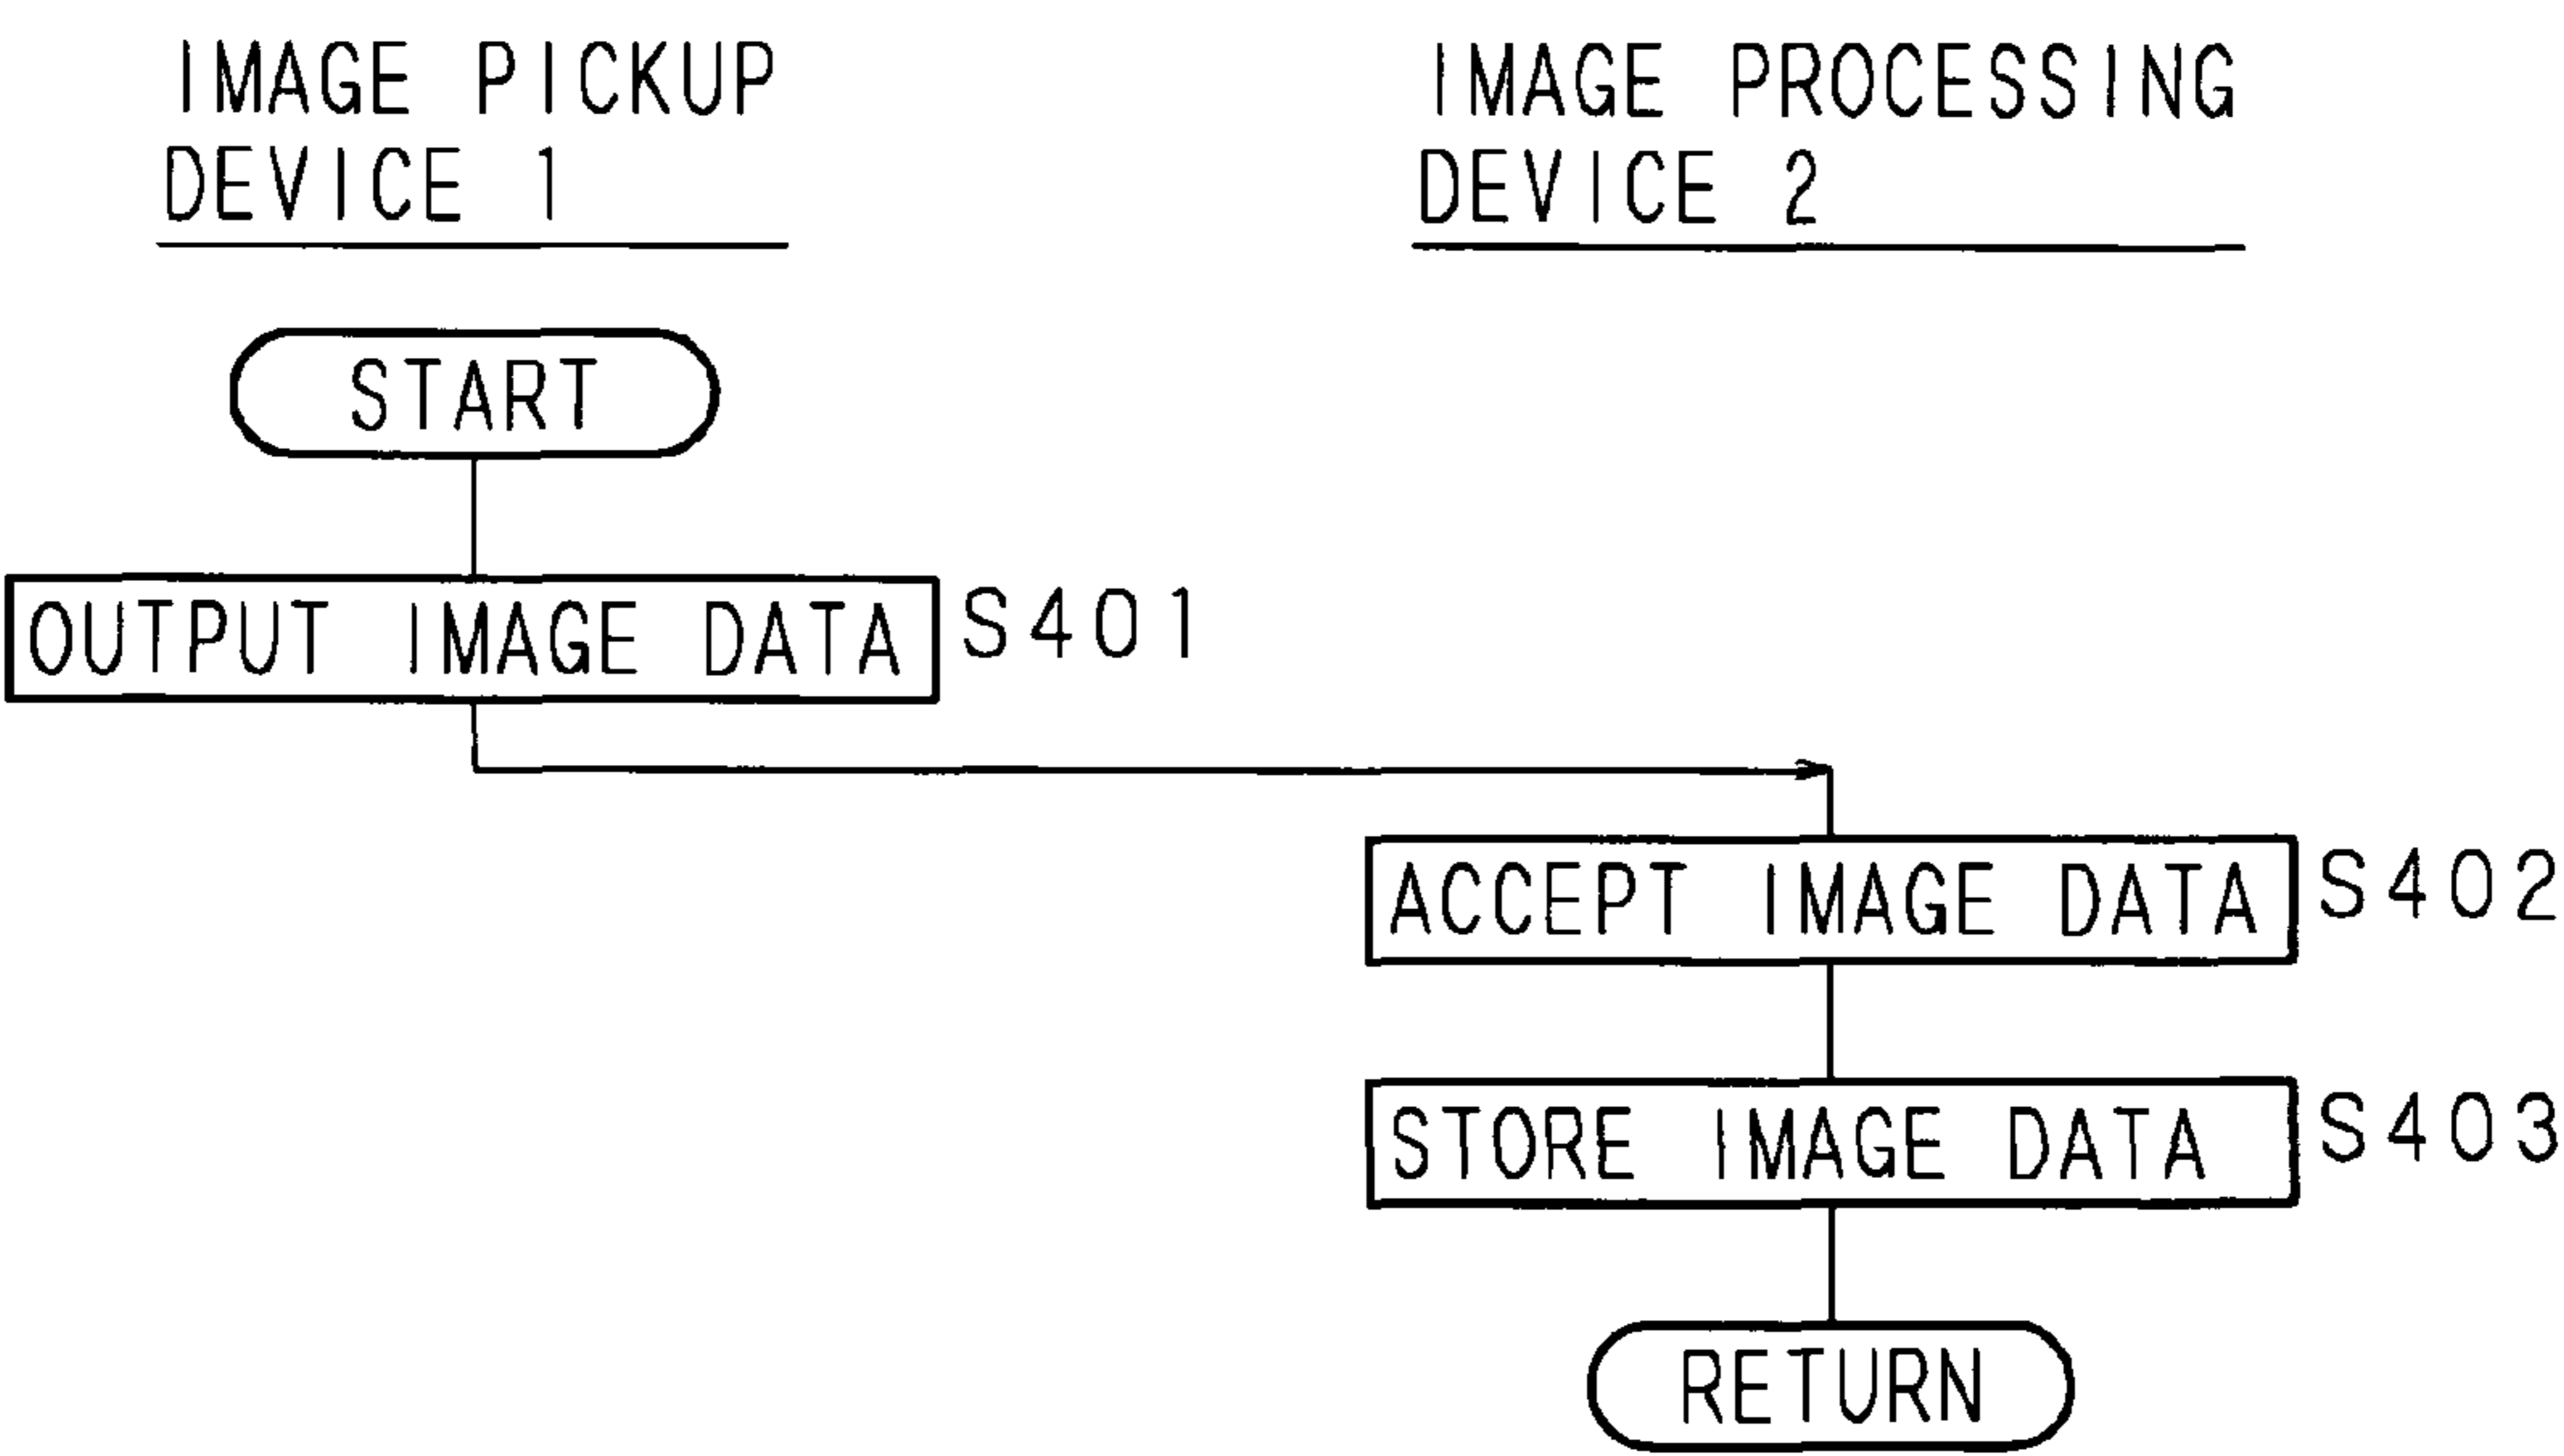 IMAGE PICKUP
DEVICE 1
IMAGE PROCESSING
DEVICE 2
START
OUTPUT IMAGE DATA S401
ACCEPT IMAGE DATA S402
STORE IMAGE DATA S403
RETURN